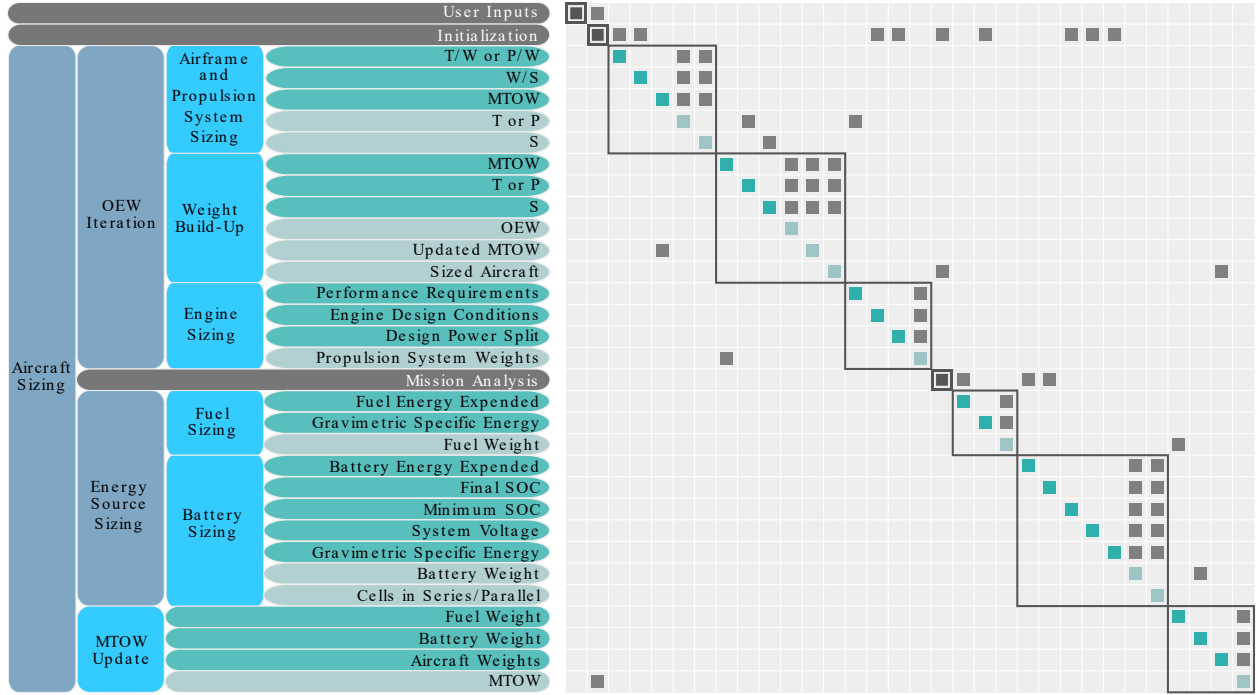 User Inputs
Initialization
Aircraft
Sizing
OEW
Iteration
Airframe
and
Propulsion
System
Sizing
T/W or P/W
W/S
MTOW
T or P
S
Weight
Build-Up
MTOW
T or P
S
OEW
Updated MTOW
Sized Aircraft
Engine
Sizing
Performance Requirements
Engine Design Conditions
Design Power Split
Propulsion System Weights
Mission Analysis
Energy
Source
Sizing
Fuel
Sizing
Fuel Energy Expended
Gravimetric Specific Energy
Fuel Weight
Battery
Sizing
Battery Energy Expended
Final SOC
Minimum SOC
System Voltage
Gravimetric Specific Energy
Battery Weight
Cells in Series/Parallel
MTOW
Update
Fuel Weight
Battery Weight
Aircraft Weights
MTOW